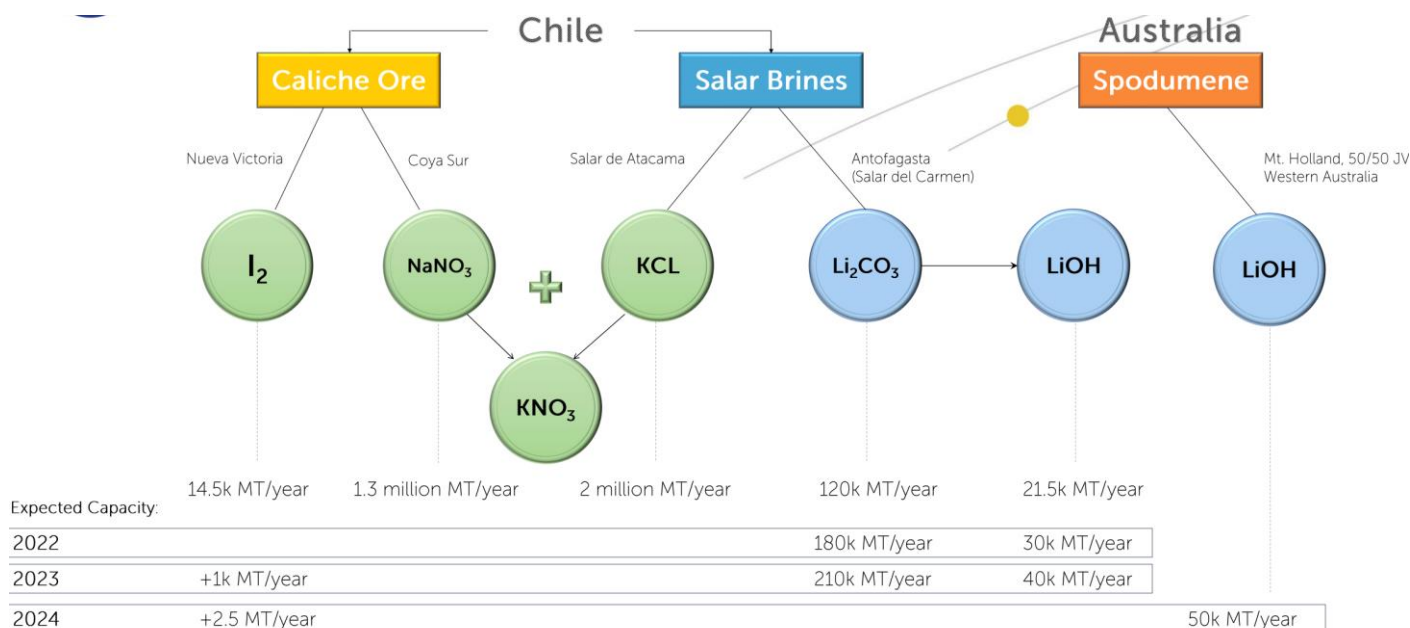 Chile
Australia
Caliche Ore
Salar Brines
Spodumene
Nueva Victoria
Coya Sur
Salar de Atacama
Antofagasta
(Salar del Carmen)
Mt. Holland, 50/50 JV
Western Australia
I₂
NaNO₃
KCL
Li₂CO₃
LiOH
LiOH
KNO₃
14.5k MT/year
1.3 million MT/year
2 million MT/year
120k MT/year
21.5k MT/year
Expected Capacity:
2022 180k MT/year 30k MT/year
2023 +1k MT/year 210k MT/year 40k MT/year
2024 +2.5 MT/year 50k MT/year